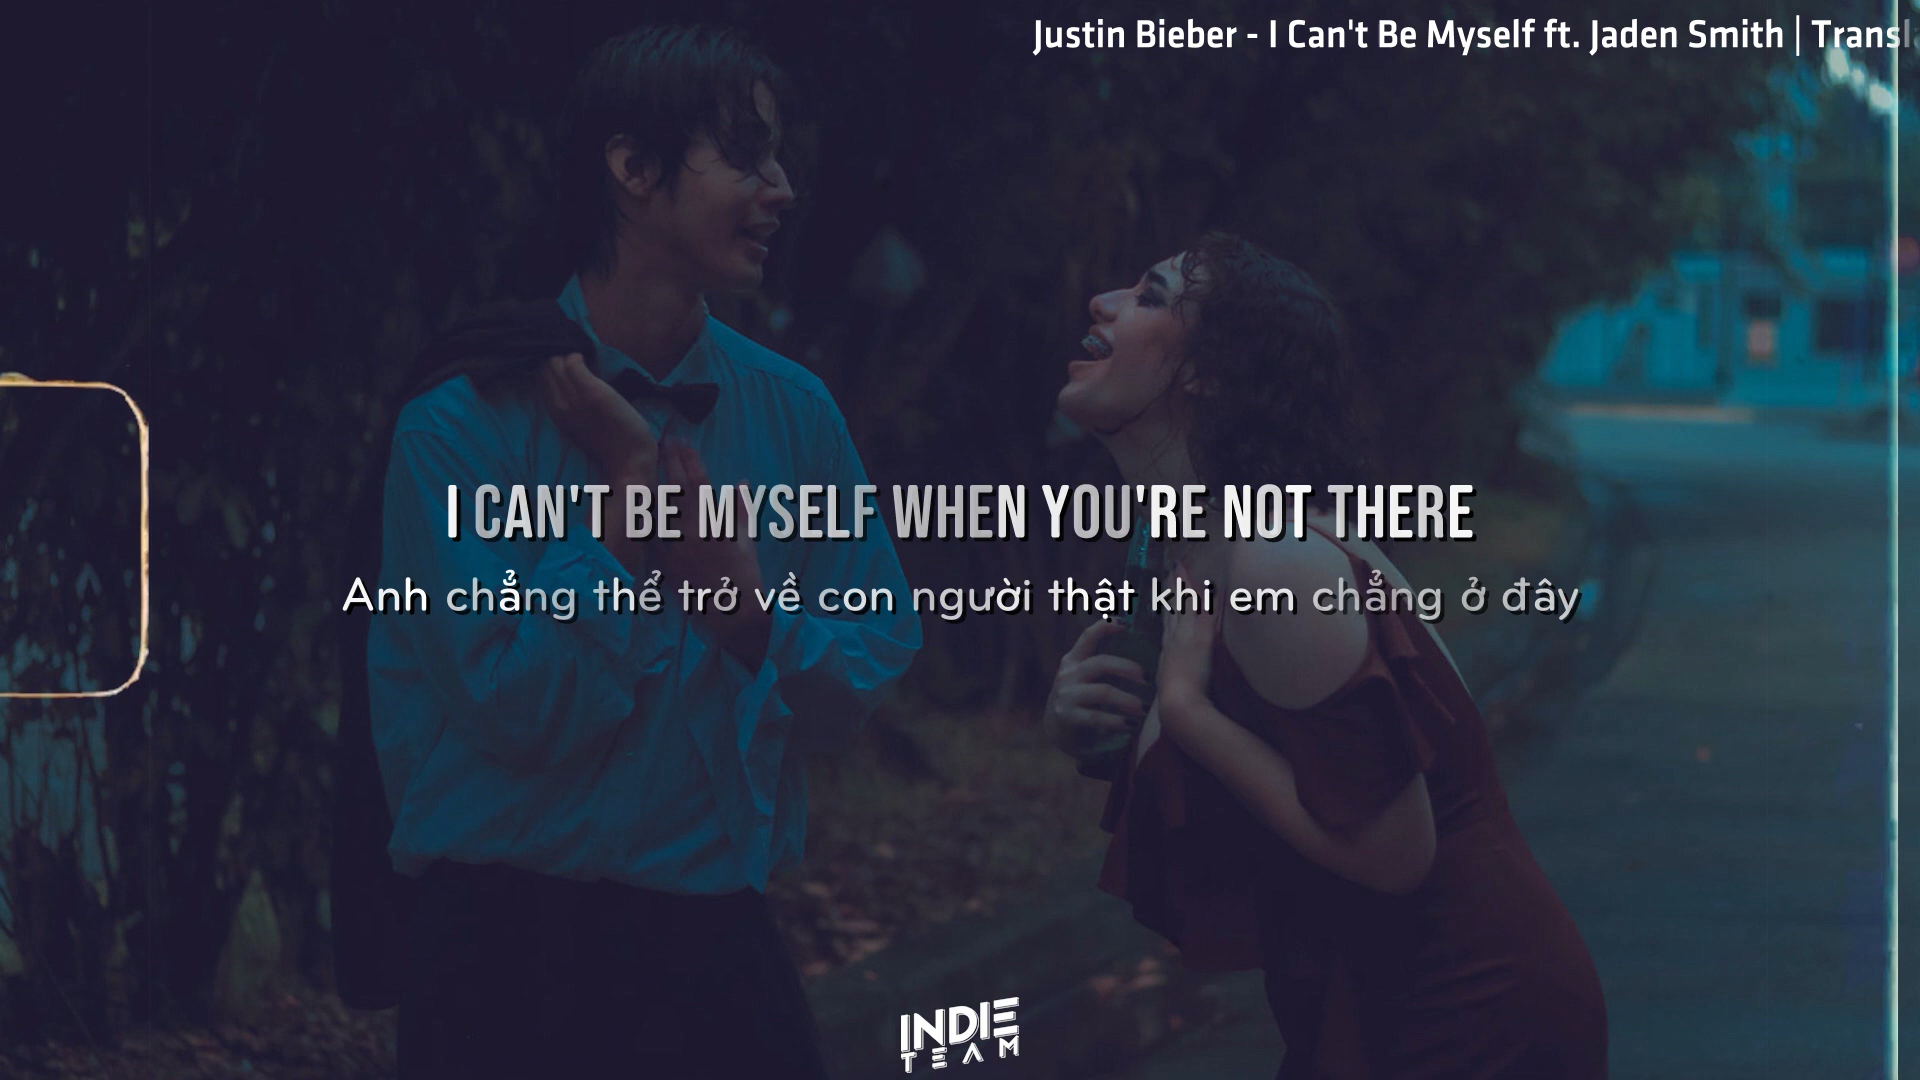 Justin Bieber - I Can't Be Myself ft. Jaden Smith | Transl
I CAN'T BE MYSELF WHEN YOU'RE NOT THERE
Anh chẳng thể trở về con người thật khi em chẳng ở đây
INDIE
TEAM